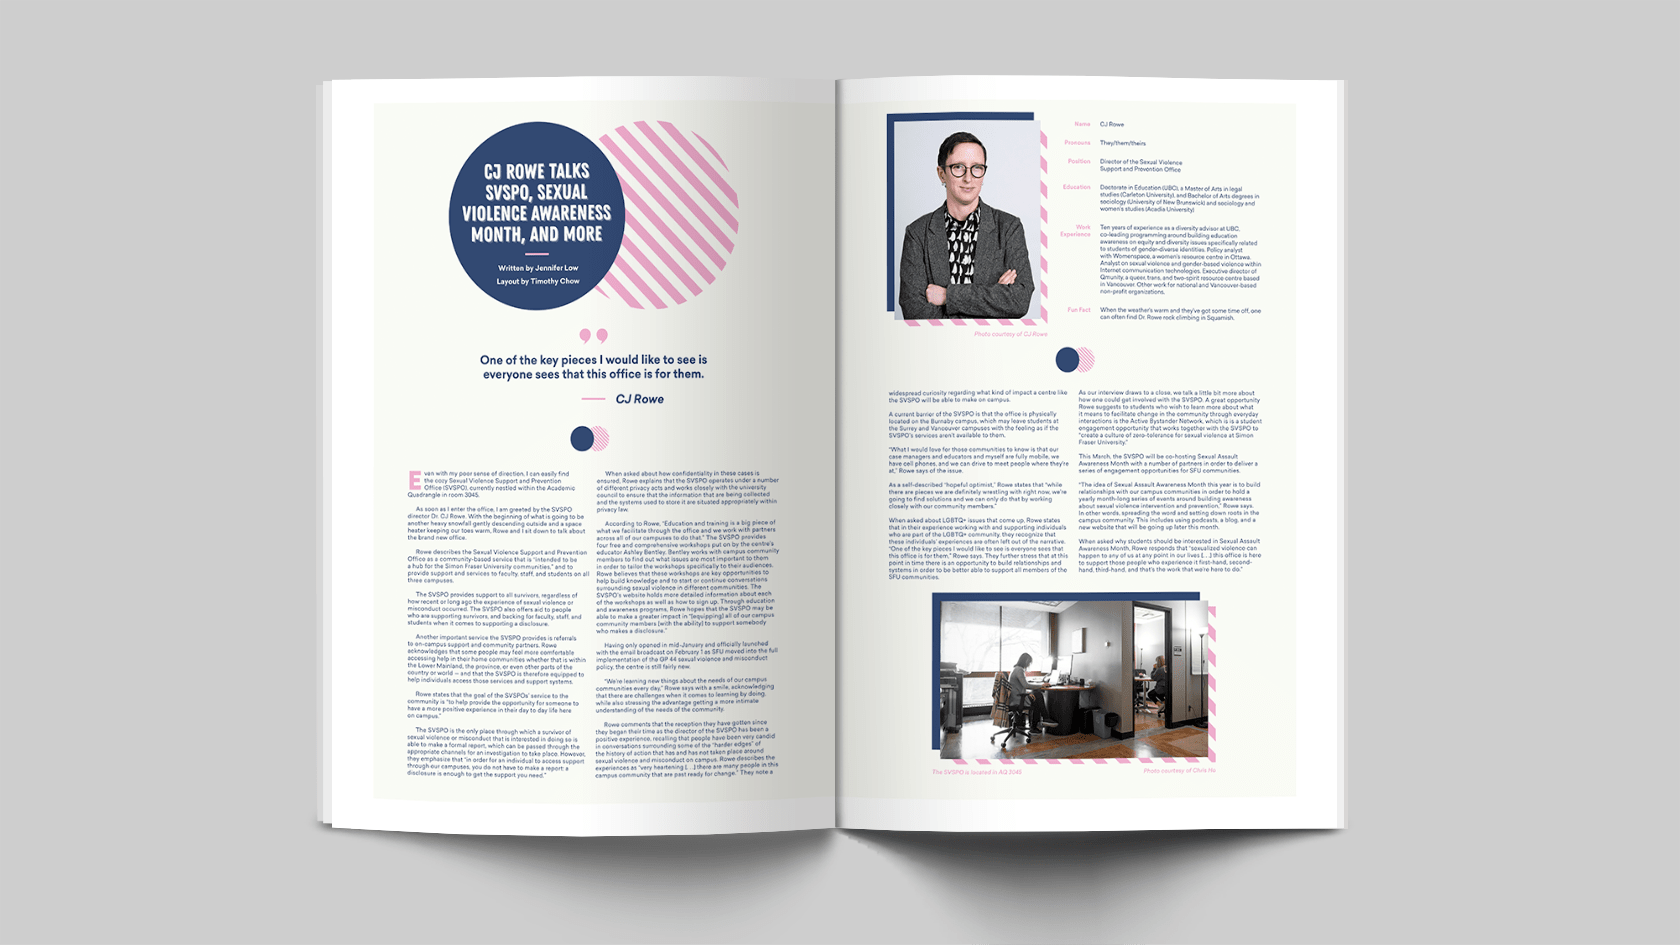 CJ ROWE TALKS
SVSPO, SEXUAL
VIOLENCE AWARENESS
MONTH, AND MORE
Written by Jennifer Low
Layout by Timothy Chow
One of the key pieces I would like to see is
everyone sees that this office is for them.
CJ Rowe
Even with my poor sense of direction, I can easily find
the cozy Sexual Violence Support and Prevention
Office (SVSPO), currently nestled within the Academic
Quadrangle in room 3045.
As soon as I enter the office, I am greeted by the SVSPO
director Dr. CJ Rowe. With the beginning of what is going to be
another heavy snowfall gently descending outside and a space
heater keeping our toes warm, Rowe and I sit down to talk about
the brand new office.
Rowe describes the Sexual Violence Support and Prevention
Office as a community-based service that is "intended to be
a hub for the Simon Fraser University community," and to
provide support and services to faculty, staff, and students on all
three campuses.
The SVSPO provides support to all survivors, regardless of
how recent or long ago the experience of sexual violence or
misconduct occurred. The SVSPO also offers aid to people
who are supporting survivors, and backing for faculty, staff, and
students when it comes to supporting a disclosure.
Another important service the SVSPO provides is referrals
to on-campus support and community partners. Rowe
acknowledges that some people may feel more comfortable
accessing help in their home communities whether that is within
the Lower Mainland, the province, or even other parts of the
country or world — and that the SVSPO is therefore equipped to
help individuals access those services and support systems.
Rowe states that the goal of the SVSPOs' service to the
community is "to help provide the opportunity for someone to
have a more positive experience in their day to day life here
on campus."
The SVSPO is the only place through which a survivor of
sexual violence or misconduct that is interested in doing so is
able to make a formal report, which can be passed through the
appropriate channels for an investigation to take place. However,
they emphasize that "in order for an individual to access support
through our campuses, you do not have to make a report: a
disclosure is enough to get the support you need."
When asked about how confidentiality in these cases is
ensured, Rowe explains that the SVSPO operates under a number
of different privacy acts and works closely with the university
council to ensure that the information that are being collected
and the systems used to store it are situated appropriately within
privacy law.
According to Rowe, "Education and training is a big piece of
what we facilitate through the office and we work with partners
across all of our campuses to do that." The SVSPO provides
four free and comprehensive workshops put on by the centre's
educator Ashley Bentley. Bentley works with campus community
members to find out what issues are most important to them
in order to tailor the workshops specifically to their audiences.
Rowe believes that these workshops are key opportunities to
help build knowledge and to start or continue conversations
surrounding sexual violence in different communities. The
SVSPO's website holds more detailed information about each
of the workshops as well as how to sign up. Through education
and awareness programs, Rowe hopes that the SVSPO may be
able to make a greater impact in "[equipping] all of our campus
community members [with the ability] to support somebody
who makes a disclosure."
Having only opened in mid-January and officially launched
with the email broadcast on February 1 as SFU moved into the full
implementation of the GP 44 sexual violence and misconduct
policy, the centre is still fairly new.
"We're learning new things about the needs of our campus
communities every day," Rowe says with a smile, acknowledging
that there are challenges when it comes to learning by doing,
while also stressing the advantage getting a more intimate
understanding of the needs of the community.
Rowe comments that the reception they have gotten since
they began their time as the director of the SVSPO has been a
positive experience, recalling that people have been very candid
in conversations surrounding some of the "harder edges" of
the history of action that has and has not taken place around
sexual violence and misconduct on campus. Rowe describes the
experiences as "very heartening [. . .] there are many people in this
campus community that are past ready for change." They note a
Name CJ Rowe
Pronouns They/them/theirs
Position Director of the Sexual Violence
Support and Prevention Office
Education Doctorate in Education (UBC), a Master of Arts in legal
studies (Carleton University), and Bachelor of Arts degrees in
sociology (University of New Brunswick) and sociology and
women's studies (Acadia University)
Work Experience Ten years of experience as a diversity advisor at UBC,
co-leading programming around building education
awareness on equity and diversity issues specifically related
to students of gender-diverse identities. Policy analyst
with Womenspace, a women's resource centre in Ottawa.
Analyst on sexual violence and gender-based violence within
Internet communication technologies. Executive director of
Qmunity, a queer, trans, and two-spirit resource centre based
in Vancouver. Other work for national and Vancouver-based
non-profit organizations.
Fun Fact When the weather's warm and they've got some time off, one
can often find Dr. Rowe rock climbing in Squamish.
Photo courtesy of CJ Rowe
widespread curiosity regarding what kind of impact a centre like
the SVSPO will be able to make on campus.
A current barrier of the SVSPO is that the office is physically
located on the Burnaby campus, which may leave students at
the Surrey and Vancouver campuses with the feeling as if the
SVSPO's services aren't available to them.
"What I would love for those communities to know is that our
case managers and educators and myself are fully mobile, we
have cell phones, and we can drive to meet people where they're
at," Rowe says of the issue.
As a self-described "hopeful optimist," Rowe states that "while
there are pieces we are definitely wrestling with right now, we're
going to find solutions and we can only do that by working
closely with our community members."
When asked about LGBTQ+ issues that come up, Rowe states
that in their experience working with and supporting individuals
who are part of the LGBTQ+ community, they recognize that
these individuals' experiences are often left out of the narrative.
"One of the key pieces I would like to see is everyone sees that
this office is for them," Rowe says. They further stress that at this
point in time there is an opportunity to build relationships and
systems in order to be better able to support all members of the
SFU communities.
As our interview draws to a close, we talk a little bit more about
how one could get involved with the SVSPO. A great opportunity
Rowe suggests to students who wish to learn more about what
it means to facilitate change in the community through everyday
interactions is the Active Bystander Network, which is is a student
engagement opportunity that works together with the SVSPO to
"create a culture of zero-tolerance for sexual violence at Simon
Fraser University."
This March, the SVSPO will be co-hosting Sexual Assault
Awareness Month with a number of partners in order to deliver a
series of engagement opportunities for SFU communities.
"The idea of Sexual Assault Awareness Month this year is to build
relationships with our campus communities in order to hold a
yearly month-long series of events around building awareness
about sexual violence intervention and prevention," Rowe says.
In other words, spreading the word and setting down roots in the
campus community. This includes using podcasts, a blog, and a
new website that will be going up later this month.
When asked why students should be interested in Sexual Assault
Awareness Month, Rowe responds that "sexualized violence can
happen to any of us at any point in our lives [. . .] this office is here
to support those people who experience it first-hand, second-
hand, third-hand, and that's the work that we're here to do."
The SVSPO is located in AQ 3045
Photo courtesy of Chris Ho